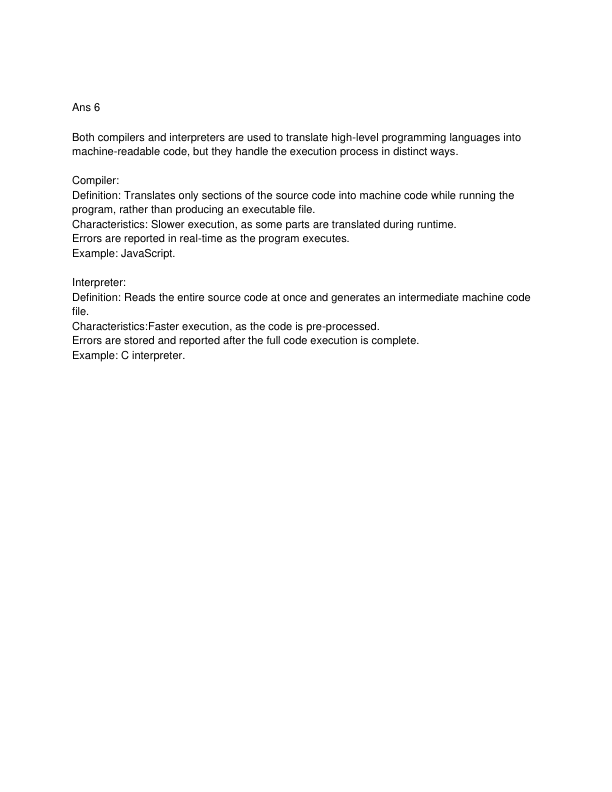 Ans 6
Both compilers and interpreters are used to translate high-level programming languages into
machine-readable code, but they handle the execution process in distinct ways.
Compiler:
Definition: Translates only sections of the source code into machine code while running the
program, rather than producing an executable file.
Characteristics: Slower execution, as some parts are translated during runtime.
Errors are reported in real-time as the program executes.
Example: JavaScript.
Interpreter:
Definition: Reads the entire source code at once and generates an intermediate machine code
file.
Characteristics:Faster execution, as the code is pre-processed.
Errors are stored and reported after the full code execution is complete.
Example: C interpreter.